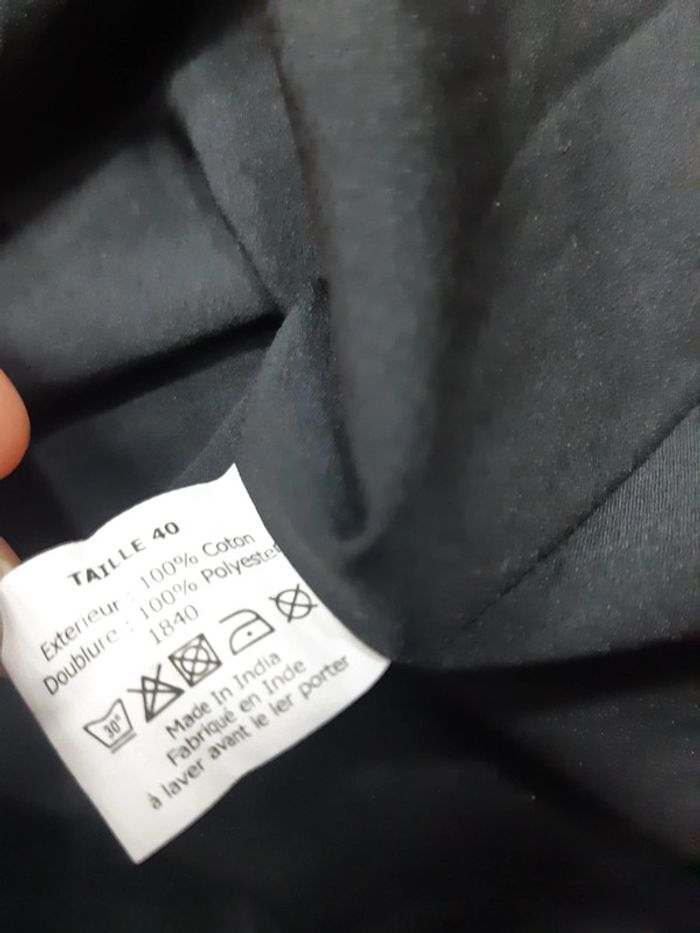 TAILLE 40
Exterieur : 100% Coton
Doublure : 100% Polyester
1840
30°
Made In India
Fabriqué en Inde
à laver avant le ler porter